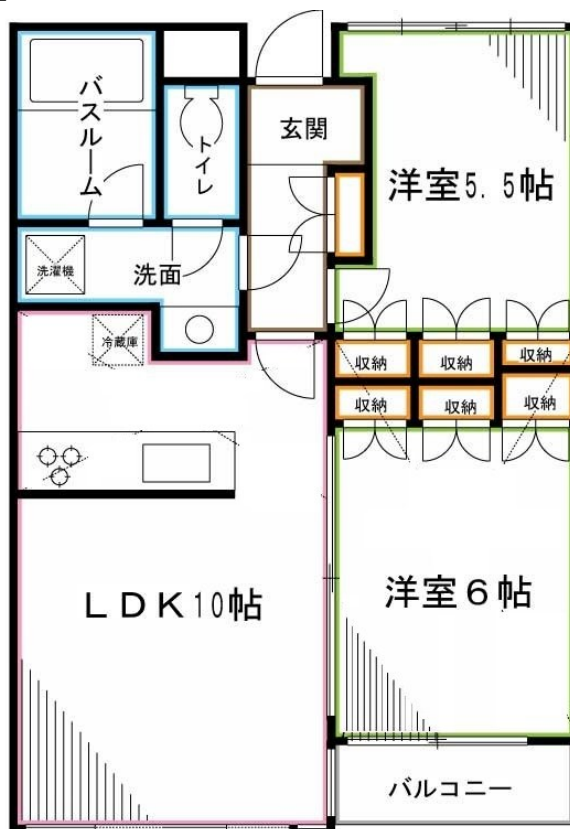 バスルーム
トイレ
玄関
洋室5.5帖
洗濯機
洗面
冷蔵庫
収納
収納
収納
収納
収納
収納
LDK10帖
洋室6帖
バルコニー